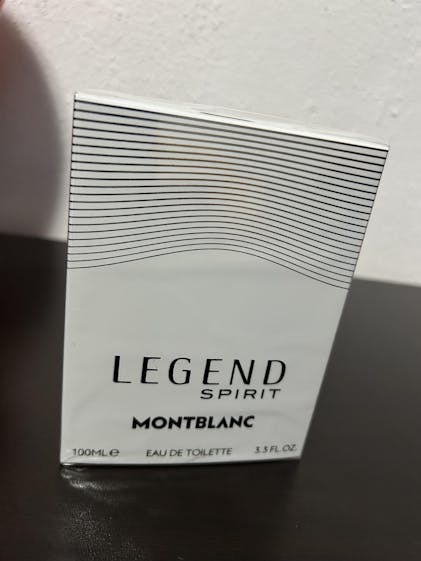 LEGEND
SPIRIT
MONTBLANC
100ML℮ EAU DE TOILETTE 3.3 FL.OZ.